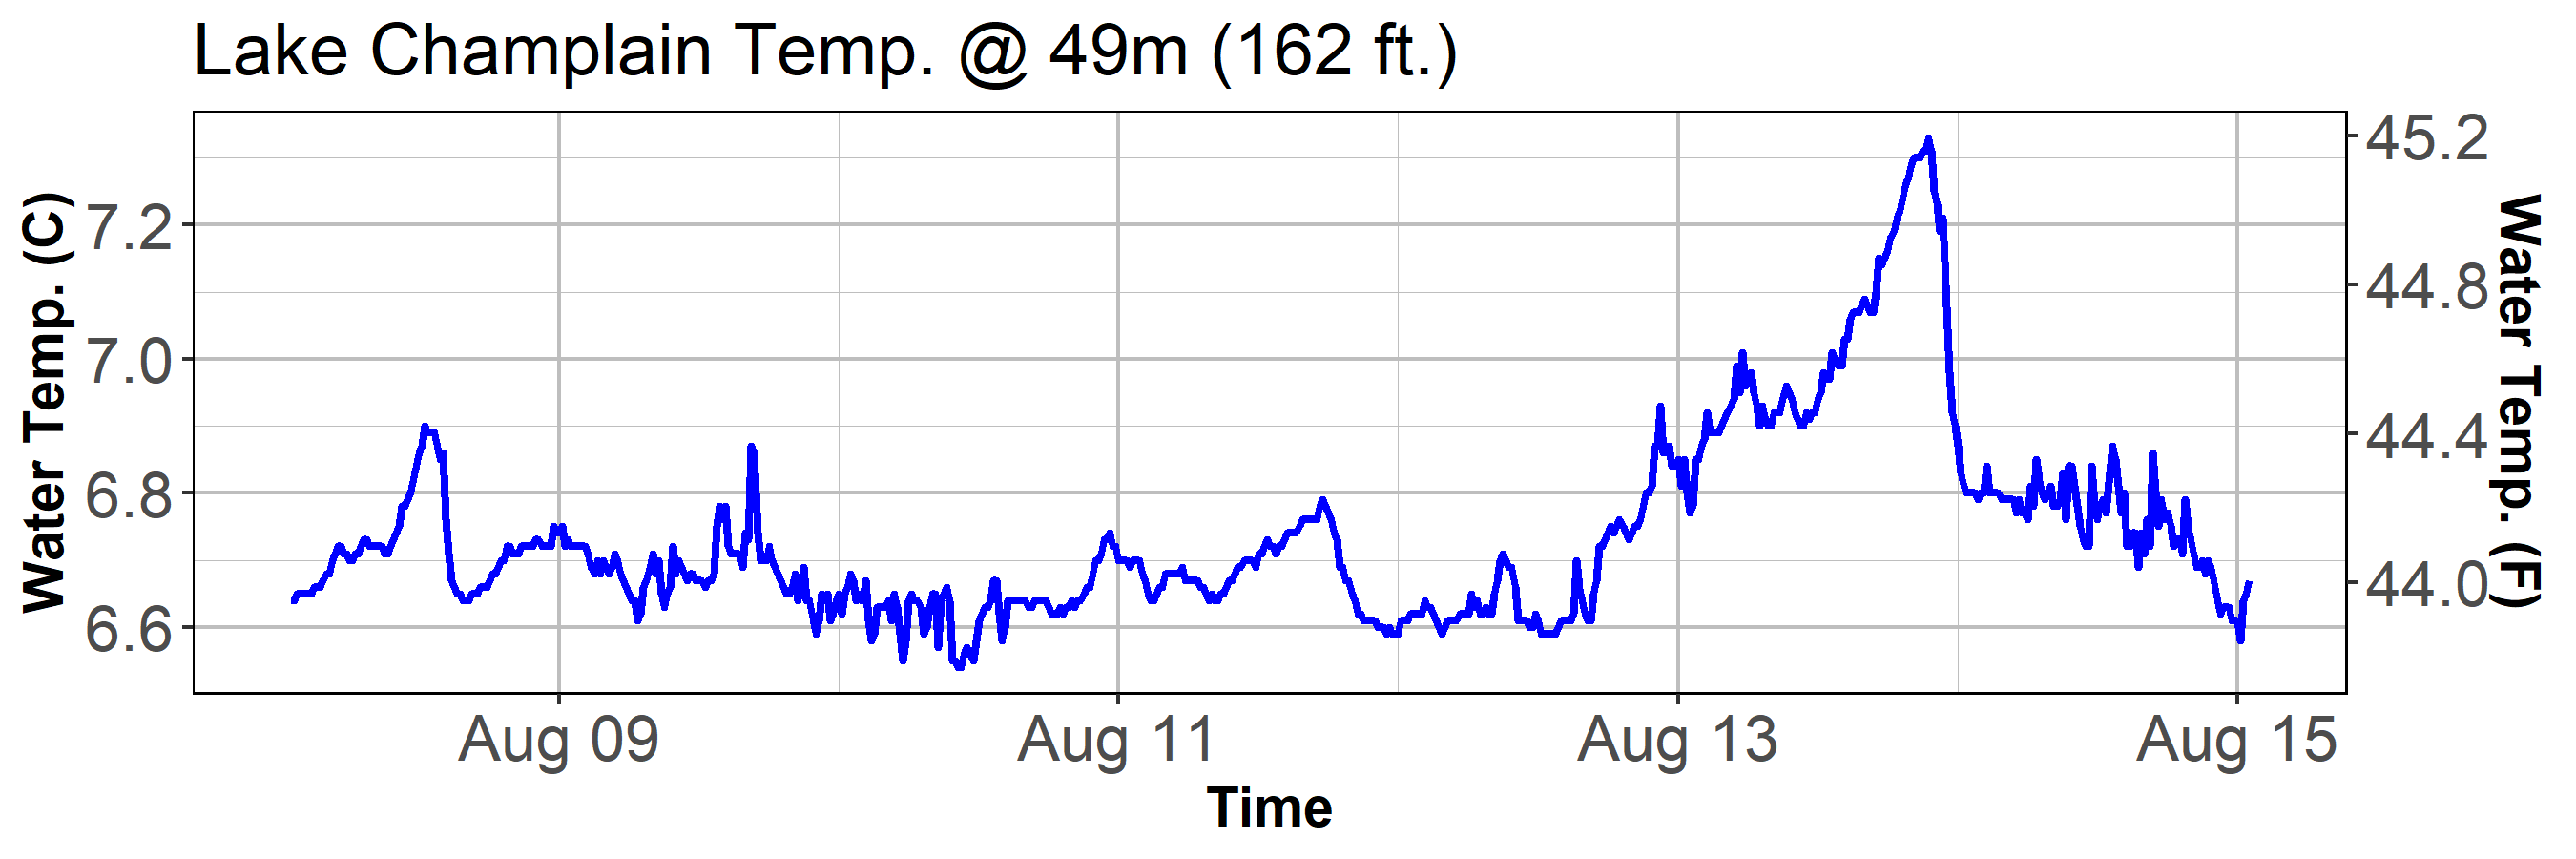 Lake Champlain Temp. @ 49m (162 ft.)
Water Temp. (C)
7.2
7.0
6.8
6.6
45.2
44.8
44.4
44.0
Water Temp. (F)
Aug 09 Aug 11 Aug 13 Aug 15
Time